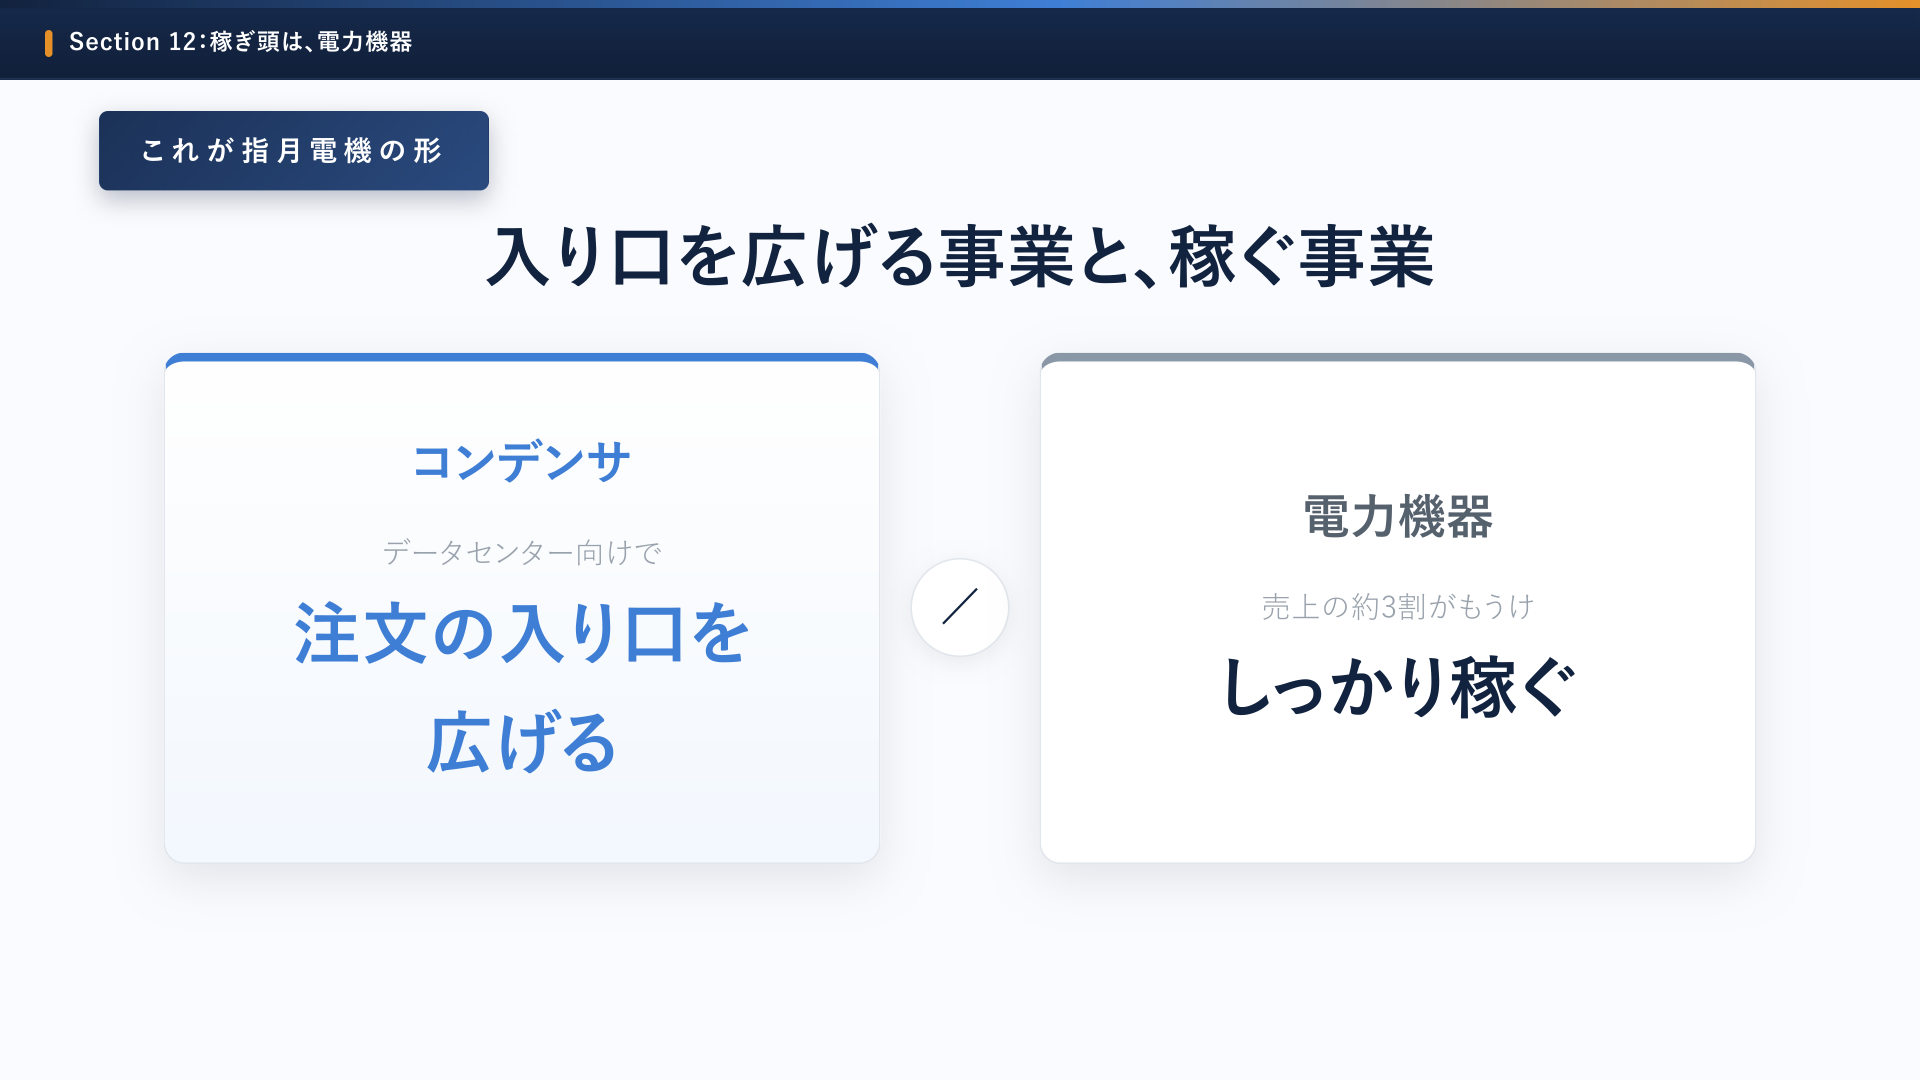 Section 12：稼ぎ頭は、電力機器
これが指月電機の形
入り口を広げる事業と、稼ぐ事業
コンデンサ
データセンター向けで
注文の入り口を
広げる
／
電力機器
売上の約3割がもうけ
しっかり稼ぐ